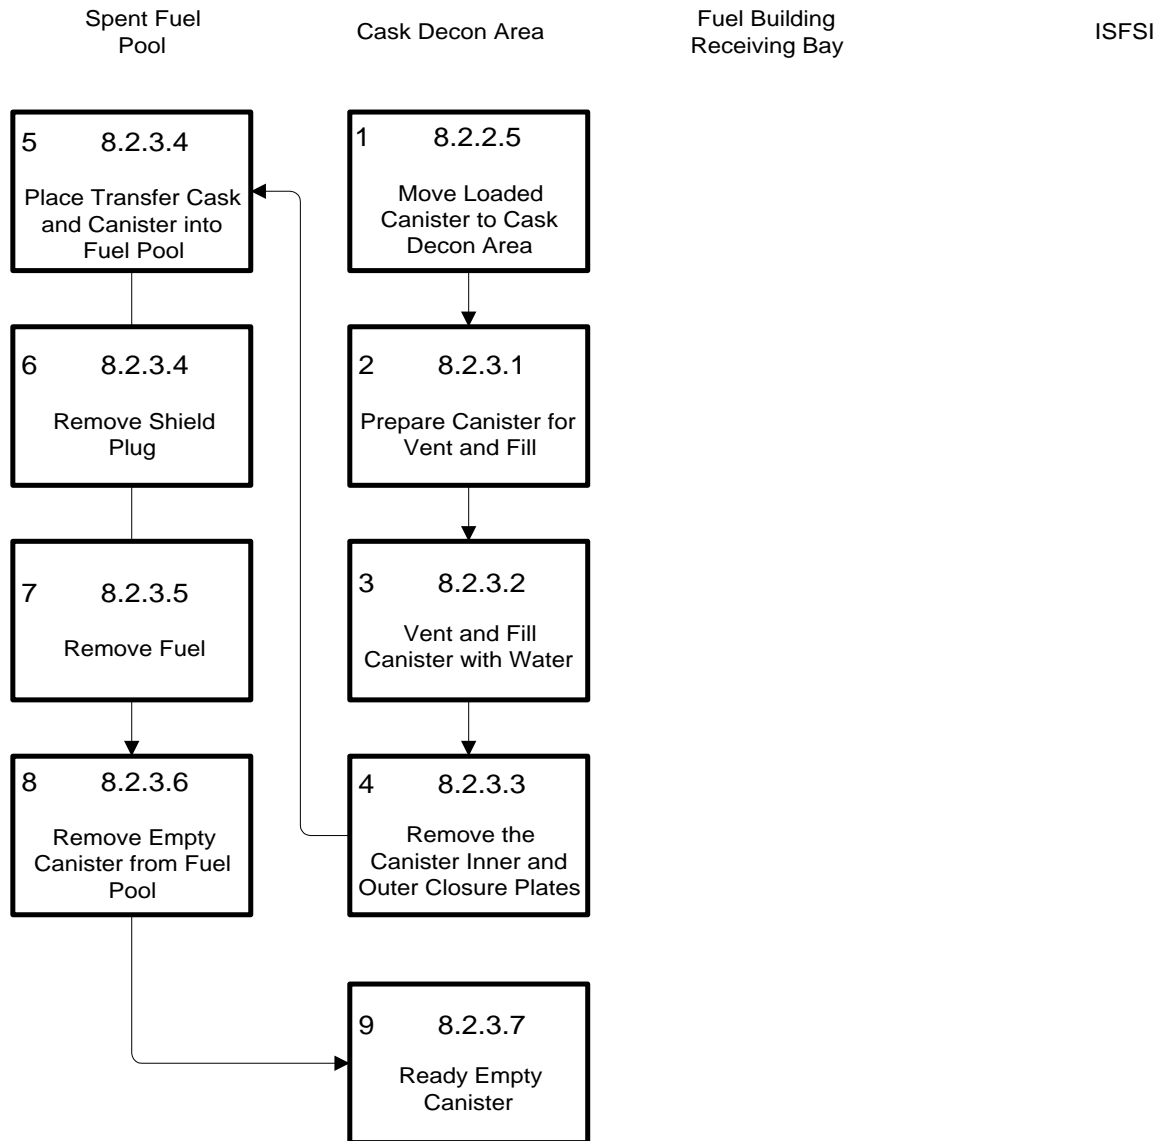 Spent Fuel
Pool
Cask Decon Area
Fuel Building
Receiving Bay
ISFSI
5 8.2.3.4
Place Transfer Cask
and Canister into
Fuel Pool
1 8.2.2.5
Move Loaded
Canister to Cask
Decon Area
6 8.2.3.4
Remove Shield
Plug
2 8.2.3.1
Prepare Canister for
Vent and Fill
7 8.2.3.5
Remove Fuel
3 8.2.3.2
Vent and Fill
Canister with Water
8 8.2.3.6
Remove Empty
Canister from Fuel
Pool
4 8.2.3.3
Remove the
Canister Inner and
Outer Closure Plates
9 8.2.3.7
Ready Empty
Canister